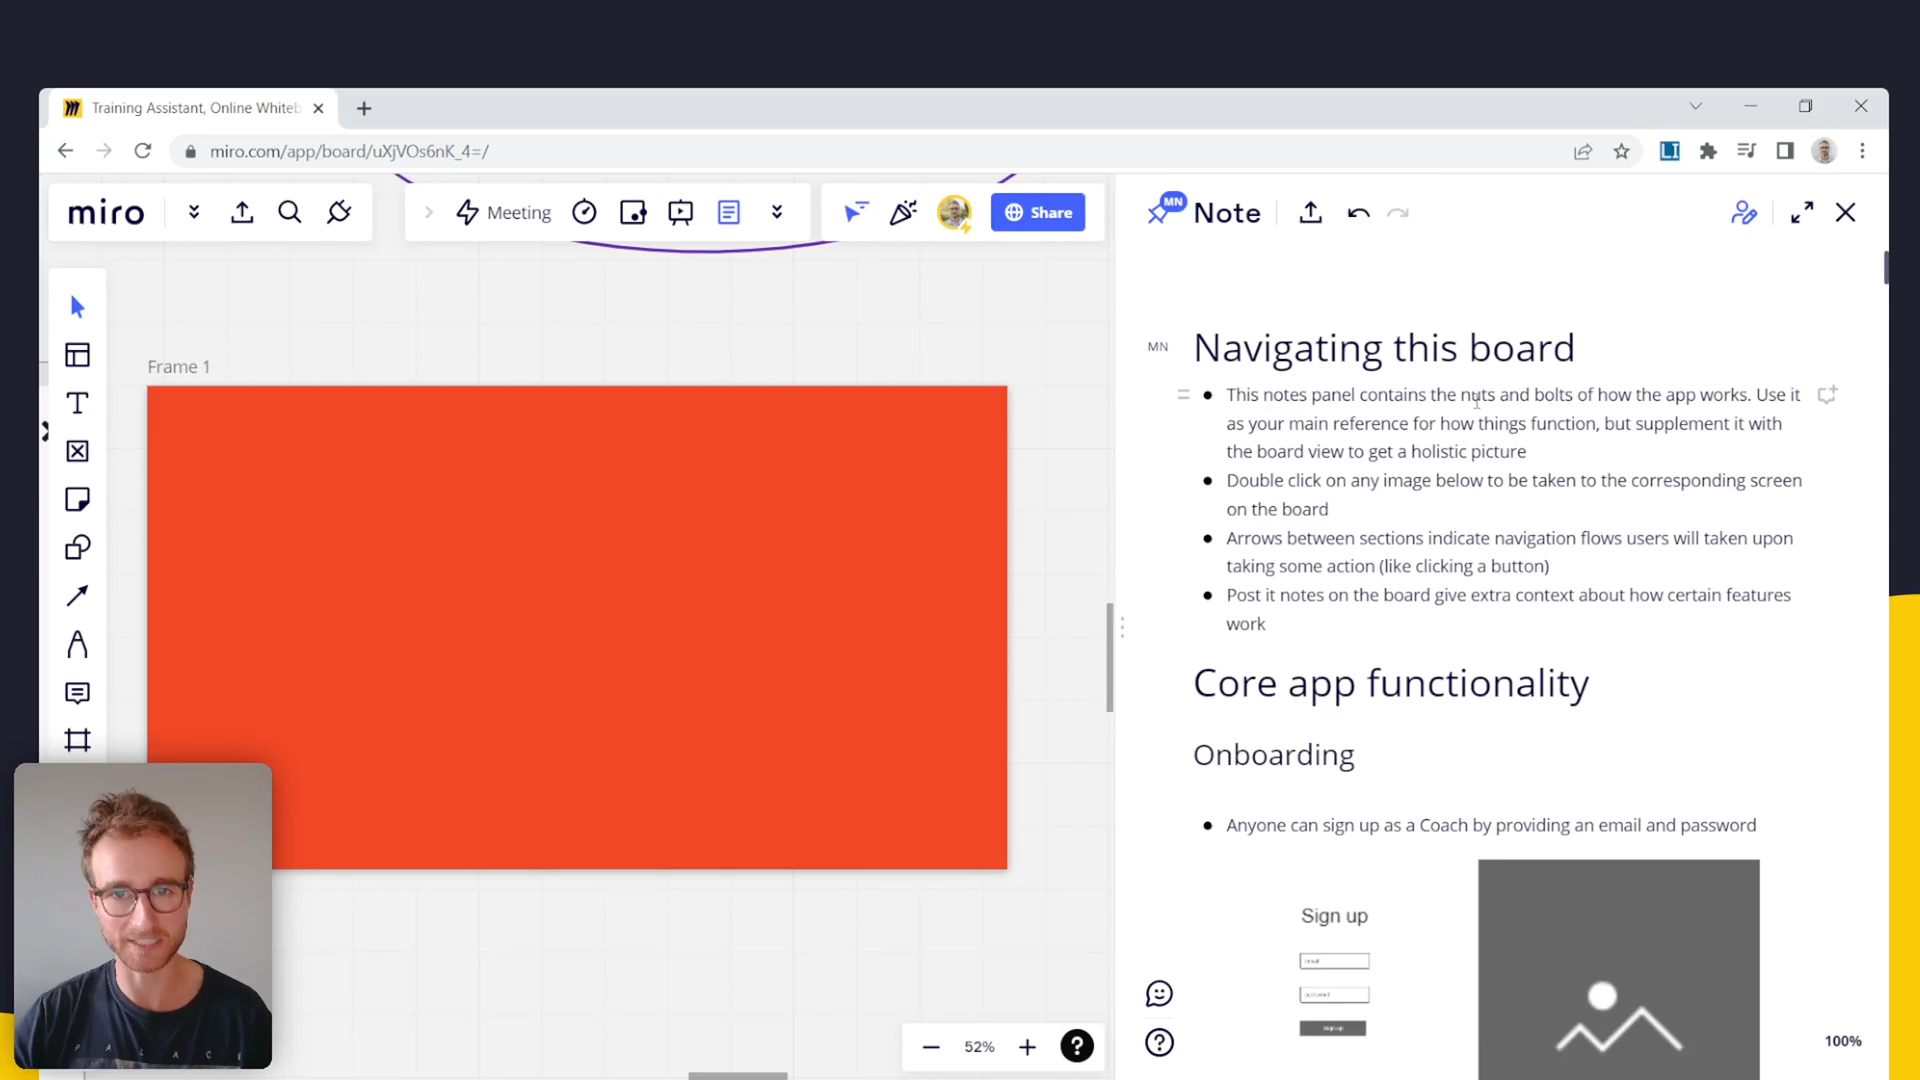 Training Assistant, Online Whiteb
miro.com/app/board/uXjVOs6nK_4=/
miro
Meeting
Share
MN
Note
Frame 1
MN
Navigating this board
This notes panel contains the nuts and bolts of how the app works. Use it
as your main reference for how things function, but supplement it with
the board view to get a holistic picture
Double click on any image below to be taken to the corresponding screen
on the board
Arrows between sections indicate navigation flows users will taken upon
taking some action (like clicking a button)
Post it notes on the board give extra context about how certain features
work
Core app functionality
Onboarding
Anyone can sign up as a Coach by providing an email and password
Sign up
email
password
Sign up
52%
100%
PALACE